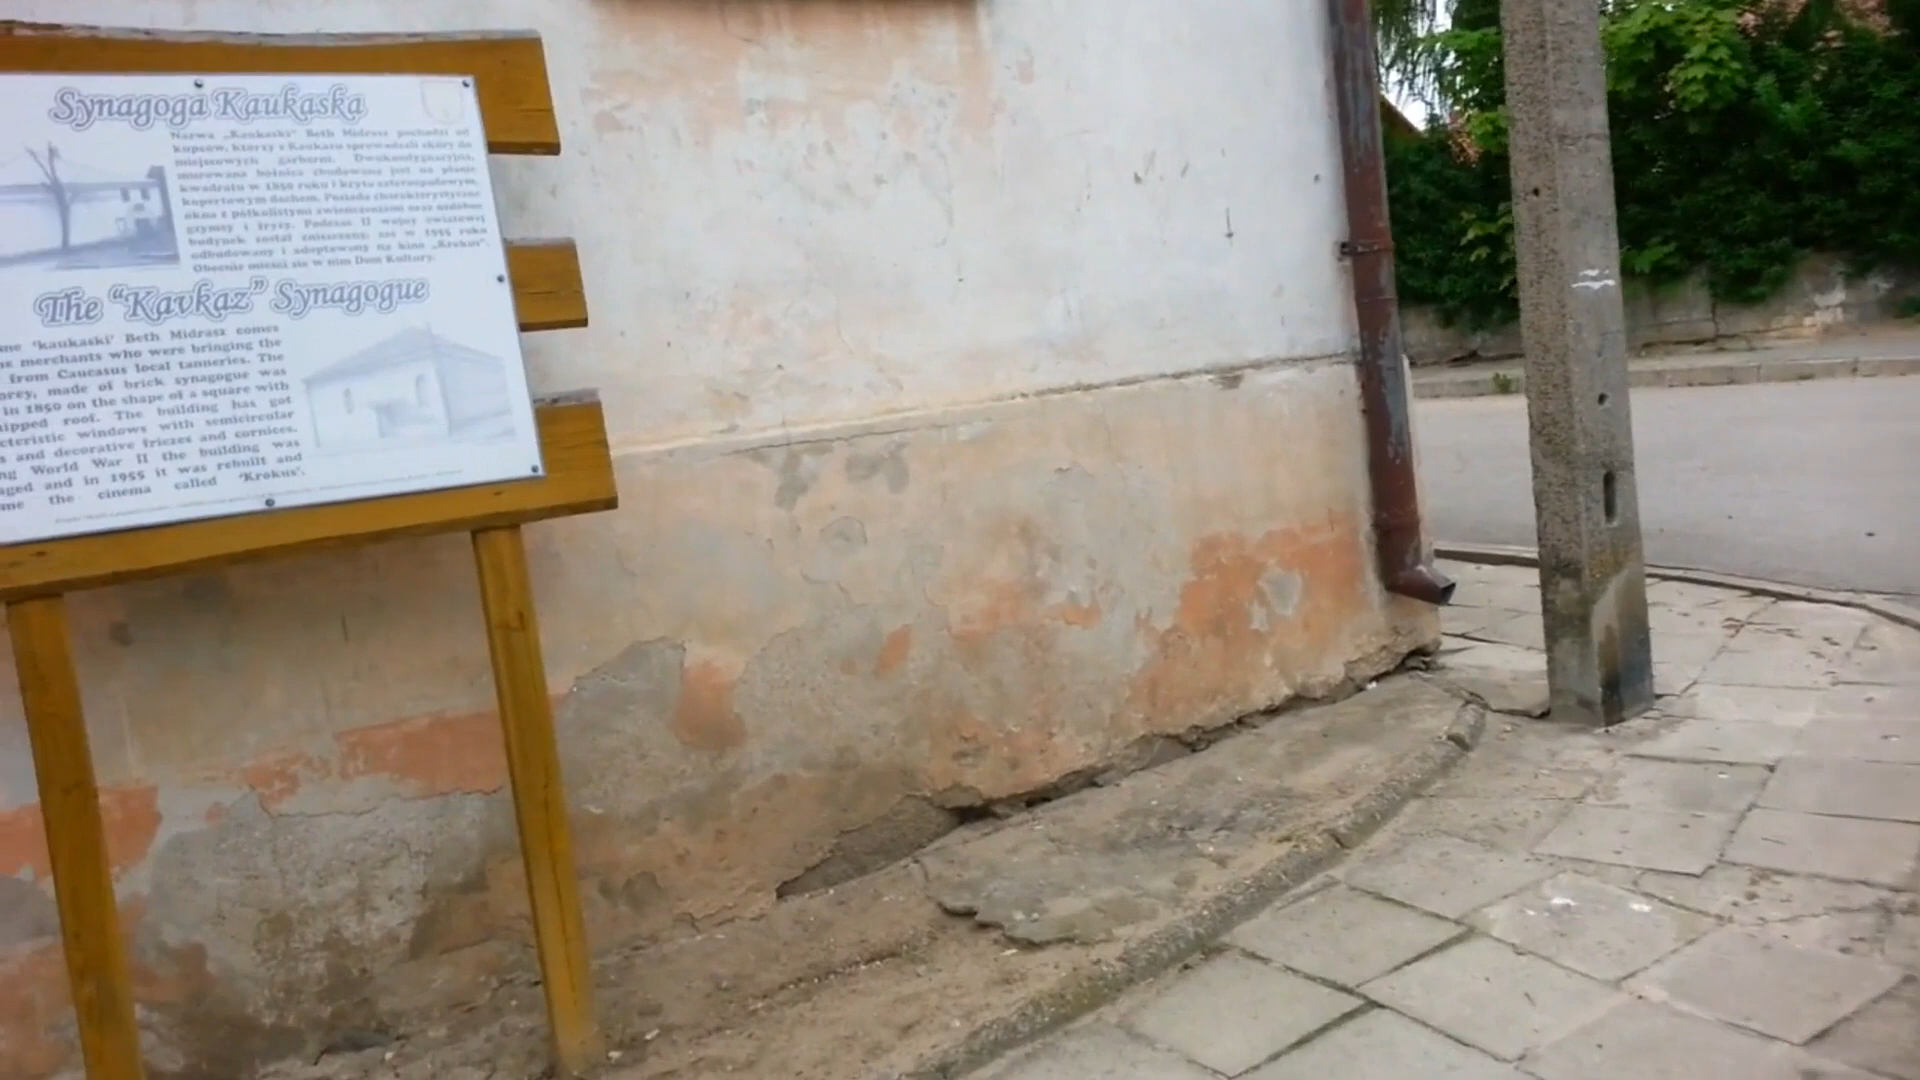 Synagoga Kaukaska
Nazwa „Kaukaski" Beth Midrasz pochodzi od
kupców, którzy z Kaukazu sprowadzali skóry do
miejscowych garbarni. Dwukondygnacyjna,
murowana bóżnica zbudowana jest na planie
kwadratu w 1850 roku i kryta czterospadowym,
kopertowym dachem. Posiada charakterystyczne
okna z półkolistymi zwieńczeniami oraz ozdobne
gzymsy i fryzy. Podczas II wojny światowej
budynek został zniszczony, zaś w 1955 roku
odbudowany i adoptowany na kino „Krokus".
Obecnie mieści się w nim Dom Kultury.
The “Kavkaz” Synagogue
'kaukaski' Beth Midrasz comes
merchants who were bringing the
from Caucasus local tanneries. The
made of brick synagogue was
in 1850 on the shape of a square with
roof. The building has got
windows with semicircular
and decorative friezes and cornices.
World War II the building was
and in 1955 it was rebuilt and
the cinema called 'Krokus'.